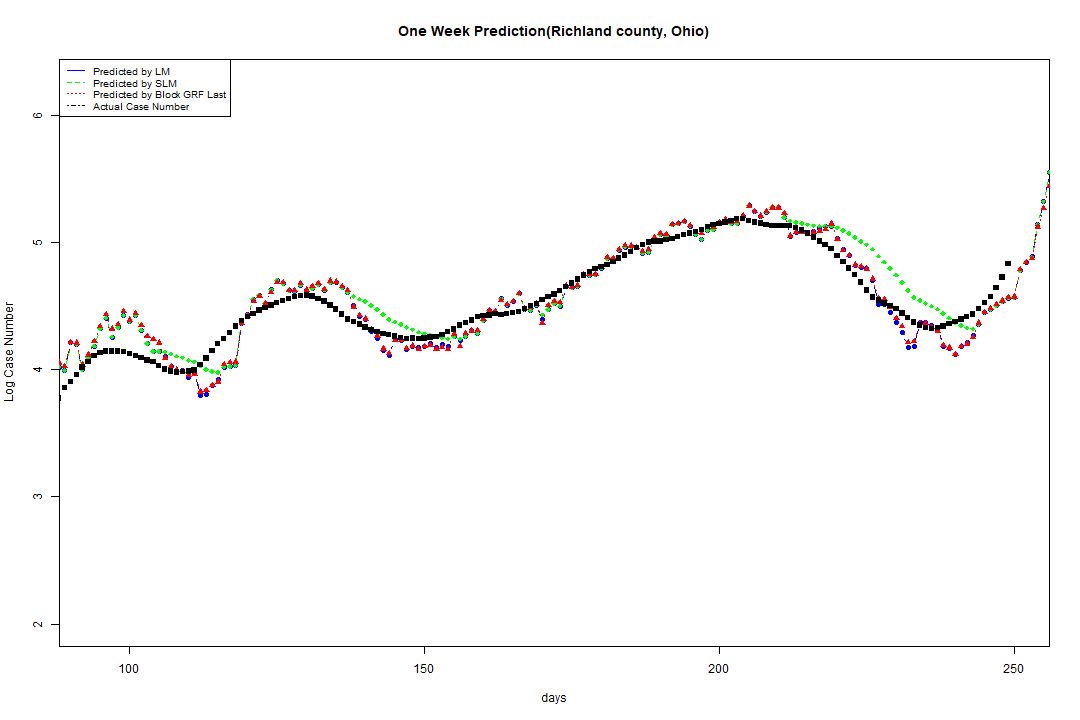 One Week Prediction(Richland county, Ohio)
Predicted by LM
Predicted by SLM
Predicted by Block GRF Last
Actual Case Number
6
5
4
3
2
Log Case Number
100 150 200 250
days